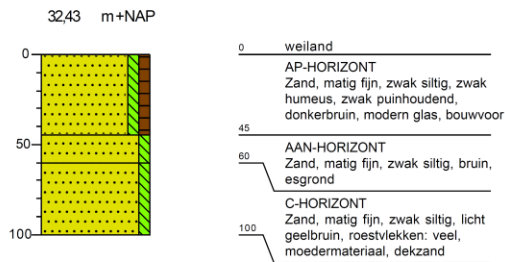 32,43 m+NAP
0
50
100
0 weiland
AP-HORIZONT
Zand, matig fijn, zwak siltig, zwak
humeus, zwak puinhoudend,
donkerbruin, modern glas, bouwvoor
45
AAN-HORIZONT
60
Zand, matig fijn, zwak siltig, bruin,
esgrond
C-HORIZONT
Zand, matig fijn, zwak siltig, licht
100
geelbruin, roestvlekken: veel,
moedermateriaal, dekzand